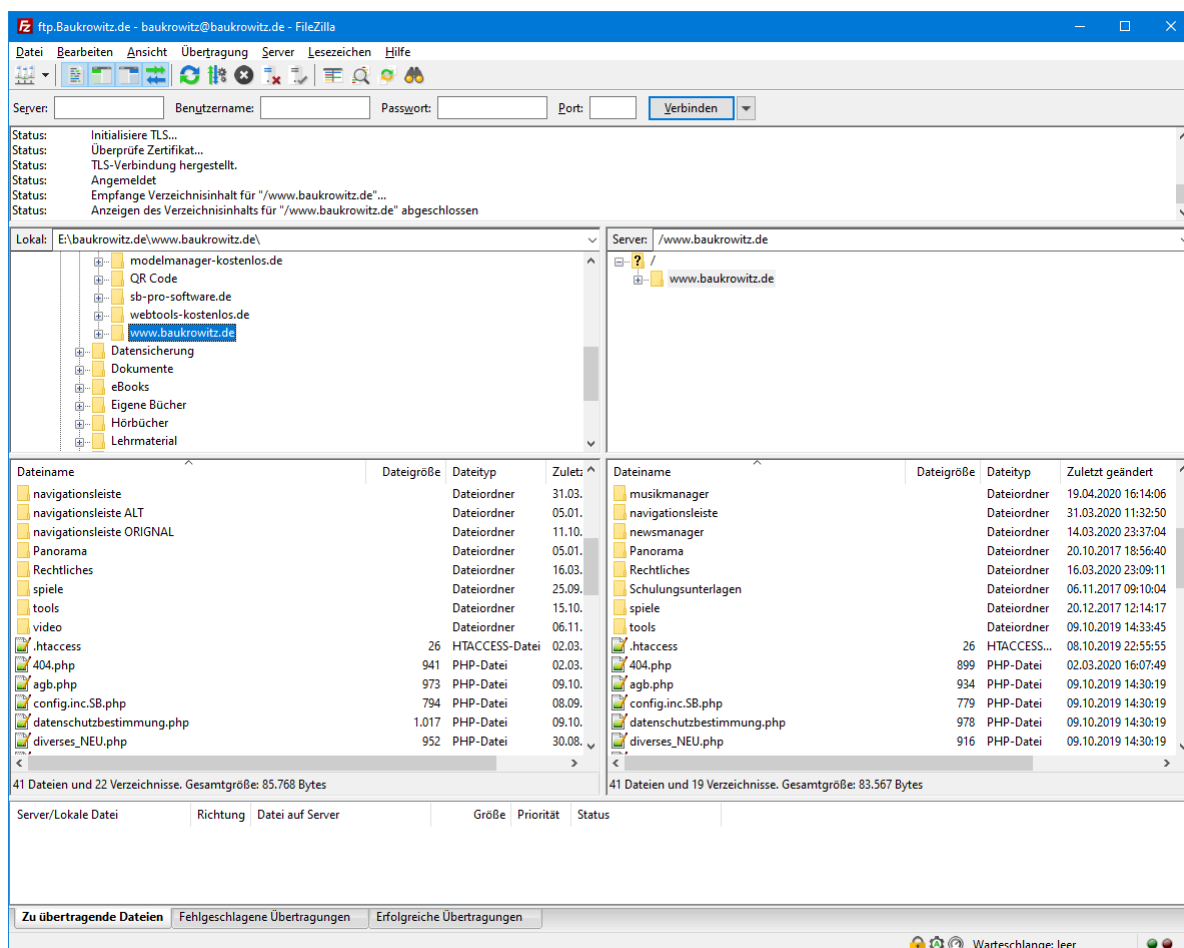 ftp.Baukrowitz.de - baukrowitz@baukrowitz.de - FileZilla
Datei Bearbeiten Ansicht Übertragung Server Lesezeichen Hilfe
Server: Benutzername: Passwort: Port: Verbinden
Status: Initialisiere TLS...
Status: Überprüfe Zertifikat...
Status: TLS-Verbindung hergestellt.
Status: Angemeldet
Status: Empfange Verzeichnisinhalt für "/www.baukrowitz.de"...
Status: Anzeigen des Verzeichnisinhalts für "/www.baukrowitz.de" abgeschlossen
Lokal: E:\baukrowitz.de\www.baukrowitz.de\
modelmanager-kostenlos.de
QR Code
sb-pro-software.de
webtools-kostenlos.de
www.baukrowitz.de
Datensicherung
Dokumente
eBooks
Eigene Bücher
Hörbücher
Lehrmaterial
Server: /www.baukrowitz.de
? /
www.baukrowitz.de
Dateiname Dateigröße Dateityp Zuletz
navigationsleiste Dateiordner 31.03.
navigationsleiste ALT Dateiordner 05.01.
navigationsleiste ORIGNAL Dateiordner 11.10.
Panorama Dateiordner 05.01.
Rechtliches Dateiordner 16.03.
spiele Dateiordner 25.09.
tools Dateiordner 15.10.
video Dateiordner 06.11.
.htaccess 26 HTACCESS-Datei 02.03.
404.php 941 PHP-Datei 02.03.
agb.php 973 PHP-Datei 09.10.
config.inc.SB.php 794 PHP-Datei 08.09.
datenschutzbestimmung.php 1.017 PHP-Datei 09.10.
diverses_NEU.php 952 PHP-Datei 30.08.
41 Dateien und 22 Verzeichnisse. Gesamtgröße: 85.768 Bytes
Dateiname Dateigröße Dateityp Zuletzt geändert
musikmanager Dateiordner 19.04.2020 16:14:06
navigationsleiste Dateiordner 31.03.2020 11:32:50
newsmanager Dateiordner 14.03.2020 23:37:04
Panorama Dateiordner 20.10.2017 18:56:40
Rechtliches Dateiordner 16.03.2020 23:09:11
Schulungsunterlagen Dateiordner 06.11.2017 09:10:04
spiele Dateiordner 20.12.2017 12:14:17
tools Dateiordner 09.10.2019 14:33:45
.htaccess 26 HTACCESS... 08.10.2019 22:55:55
404.php 899 PHP-Datei 02.03.2020 16:07:49
agb.php 934 PHP-Datei 09.10.2019 14:30:19
config.inc.SB.php 779 PHP-Datei 09.10.2019 14:30:19
datenschutzbestimmung.php 978 PHP-Datei 09.10.2019 14:30:19
diverses_NEU.php 916 PHP-Datei 09.10.2019 14:30:19
41 Dateien und 19 Verzeichnisse. Gesamtgröße: 83.567 Bytes
Server/Lokale Datei Richtung Datei auf Server Größe Priorität Status
Zu übertragende Dateien Fehlgeschlagene Übertragungen Erfolgreiche Übertragungen
Warteschlange: leer